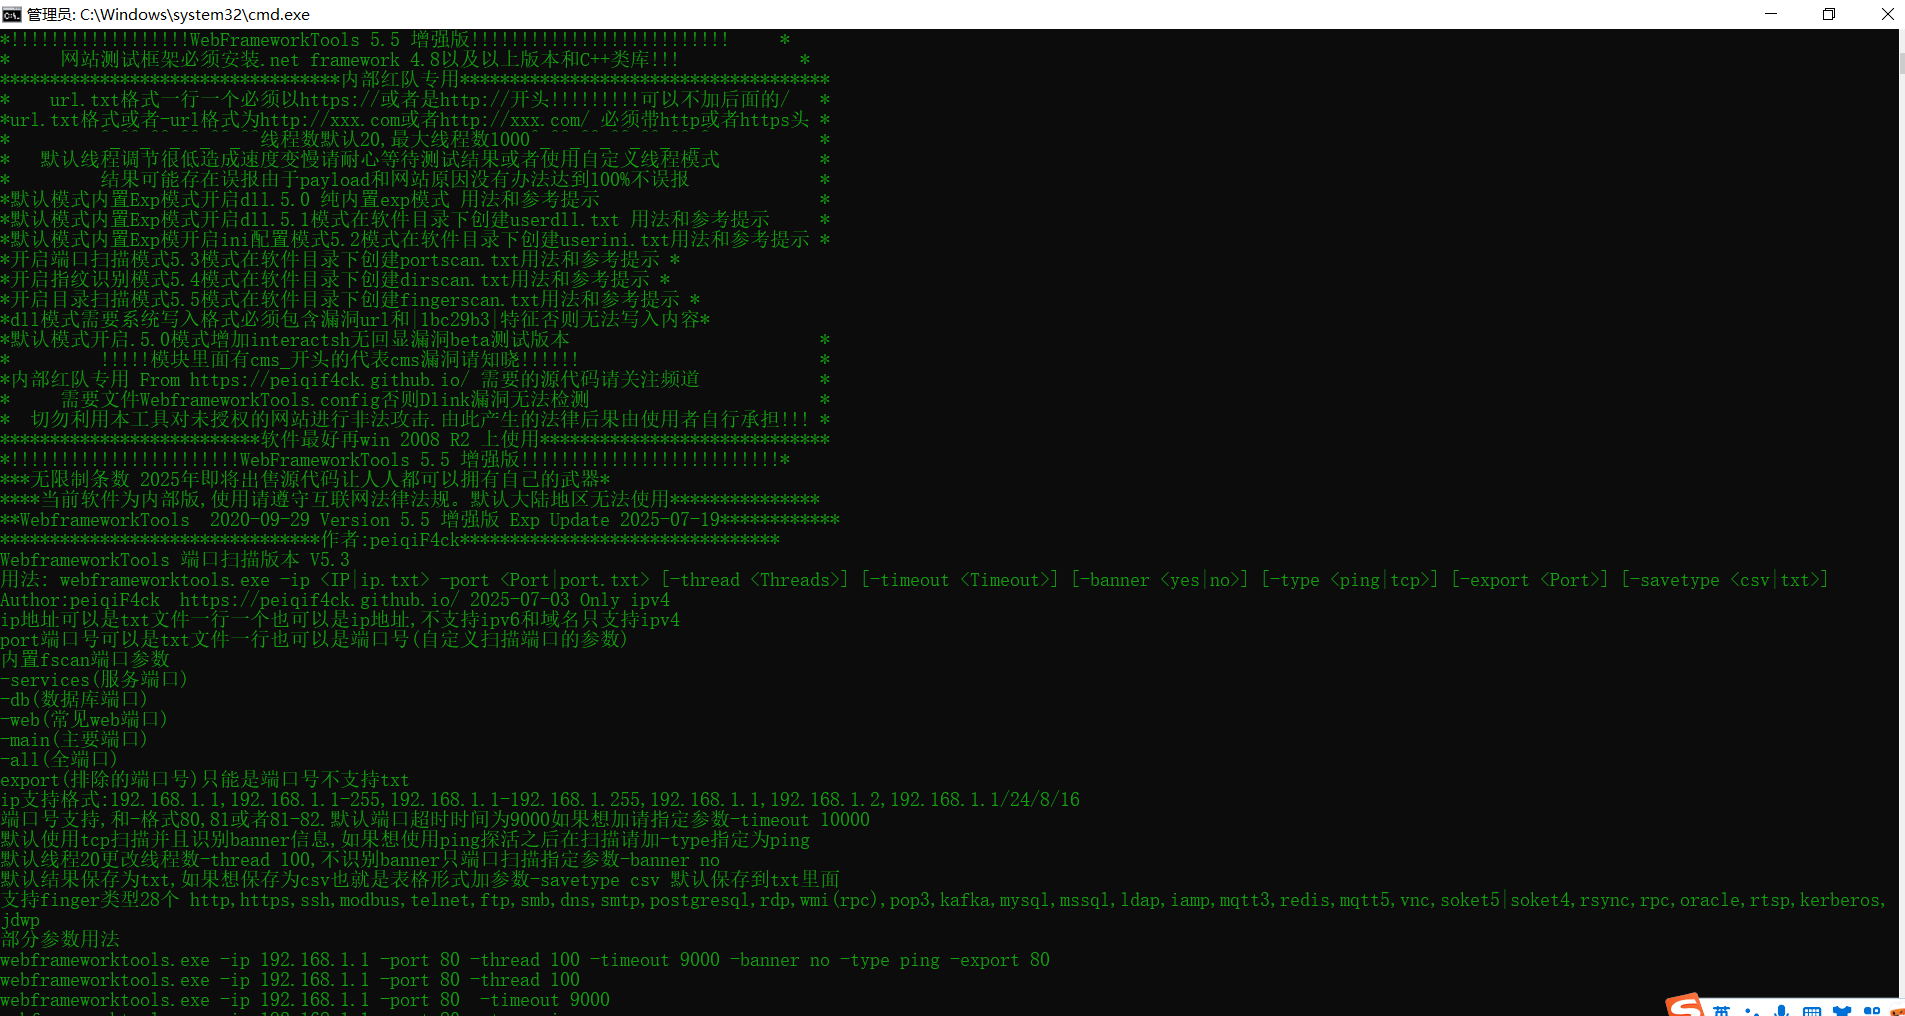 管理员: C:\Windows\system32\cmd.exe
*!!!!!!!!!!!!!!!!!!WebFrameworkTools 5.5 增强版!!!!!!!!!!!!!!!!!!!!!!!!!!     *
*     网站测试框架必须安装.net framework 4.8以及以上版本和C++类库!!!            *
**********************************内部红队专用*************************************
*    url.txt格式一行一个必须以https://或者是http://开头!!!!!!!!!可以不加后面的/   *
*url.txt格式或者-url格式为http://xxx.com或者http://xxx.com/ 必须带http或者https头 *
*          _  _  _  _  _  线程数默认20,最大线程数1000 _  _  _  _  _  _            *
*   默认线程调节很低造成速度变慢请耐心等待测试结果或者使用自定义线程模式          *
*         结果可能存在误报由于payload和网站原因没有办法达到100%不误报             *
*默认模式内置Exp模式开启dll.5.0 纯内置exp模式 用法和参考提示                      *
*默认模式内置Exp模式开启dll.5.1模式在软件目录下创建userdll.txt 用法和参考提示     *
*默认模式内置Exp模开启ini配置模式5.2模式在软件目录下创建userini.txt用法和参考提示 *
*开启端口扫描模式5.3模式在软件目录下创建portscan.txt用法和参考提示 *
*开启指纹识别模式5.4模式在软件目录下创建dirscan.txt用法和参考提示 *
*开启目录扫描模式5.5模式在软件目录下创建fingerscan.txt用法和参考提示 *
*dll模式需要系统写入格式必须包含漏洞url和|1bc29b3|特征否则无法写入内容*
*默认模式开启.5.0模式增加interactsh无回显漏洞beta测试版本                         *
*         !!!!!模块里面有cms_开头的代表cms漏洞请知晓!!!!!!                        *
*内部红队专用 From https://peiqif4ck.github.io/ 需要的源代码请关注频道            *
*     需要文件WebframeworkTools.config否则Dlink漏洞无法检测                       *
*  切勿利用本工具对未授权的网站进行非法攻击.由此产生的法律后果由使用者自行承担!!! *
**************************软件最好再win 2008 R2 上使用*****************************
*!!!!!!!!!!!!!!!!!!!!!!!WebFrameworkTools 5.5 增强版!!!!!!!!!!!!!!!!!!!!!!!!!!*
***无限制条数 2025年即将出售源代码让人人都可以拥有自己的武器*
****当前软件为内部版,使用请遵守互联网法律法规。默认大陆地区无法使用***************
**WebframeworkTools  2020-09-29 Version 5.5 增强版 Exp Update 2025-07-19************
********************************作者:peiqiF4ck********************************
WebframeworkTools 端口扫描版本 V5.3
用法: webframeworktools.exe -ip <IP|ip.txt> -port <Port|port.txt> [-thread <Threads>] [-timeout <Timeout>] [-banner <yes|no>] [-type <ping|tcp>] [-export <Port>] [-savetype <csv|txt>]
Author:peiqiF4ck  https://peiqif4ck.github.io/ 2025-07-03 Only ipv4
ip地址可以是txt文件一行一个也可以是ip地址,不支持ipv6和域名只支持ipv4
port端口号可以是txt文件一行也可以是端口号(自定义扫描端口的参数)
内置fscan端口参数
-services(服务端口)
-db(数据库端口)
-web(常见web端口)
-main(主要端口)
-all(全端口)
export(排除的端口号)只能是端口号不支持txt
ip支持格式:192.168.1.1,192.168.1.1-255,192.168.1.1-192.168.1.255,192.168.1.1,192.168.1.2,192.168.1.1/24/8/16
端口号支持,和-格式80,81或者81-82.默认端口超时时间为9000如果想加请指定参数-timeout 10000
默认使用tcp扫描并且识别banner信息,如果想使用ping探活之后在扫描请加-type指定为ping
默认线程20更改线程数-thread 100,不识别banner只端口扫描指定参数-banner no
默认结果保存为txt,如果想保存为csv也就是表格形式加参数-savetype csv 默认保存到txt里面
支持finger类型28个 http,https,ssh,modbus,telnet,ftp,smb,dns,smtp,postgresql,rdp,wmi(rpc),pop3,kafka,mysql,mssql,ldap,iamp,mqtt3,redis,mqtt5,vnc,soket5|soket4,rsync,rpc,oracle,rtsp,kerberos,
jdwp
部分参数用法
webframeworktools.exe -ip 192.168.1.1 -port 80 -thread 100 -timeout 9000 -banner no -type ping -export 80
webframeworktools.exe -ip 192.168.1.1 -port 80 -thread 100
webframeworktools.exe -ip 192.168.1.1 -port 80  -timeout 9000
英